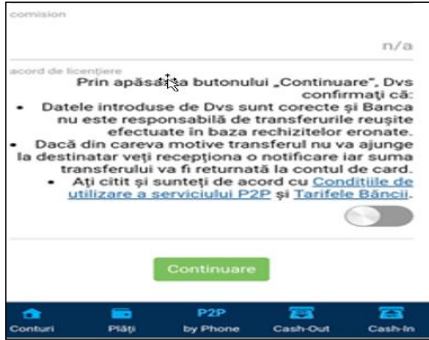 comision
n/a
acord de licențiere
Prin apăsarea butonului „Continuare”, Dvs
confirmați că:
• Datele introduse de Dvs sunt corecte și Banca
nu este responsabilă de transferurile reușite
efectuate în baza rechizitelor eronate.
• Dacă din careva motive transferul nu va ajunge
la destinatar veți recepționa o notificare iar suma
transferului va fi returnată la contul de card.
• Ați citit și sunteți de acord cu Condițiile de
utilizare a serviciului P2P și Tarifele Băncii.
Continuare
Conturi
Plăți
P2P
by Phone
Cash-Out
Cash-In